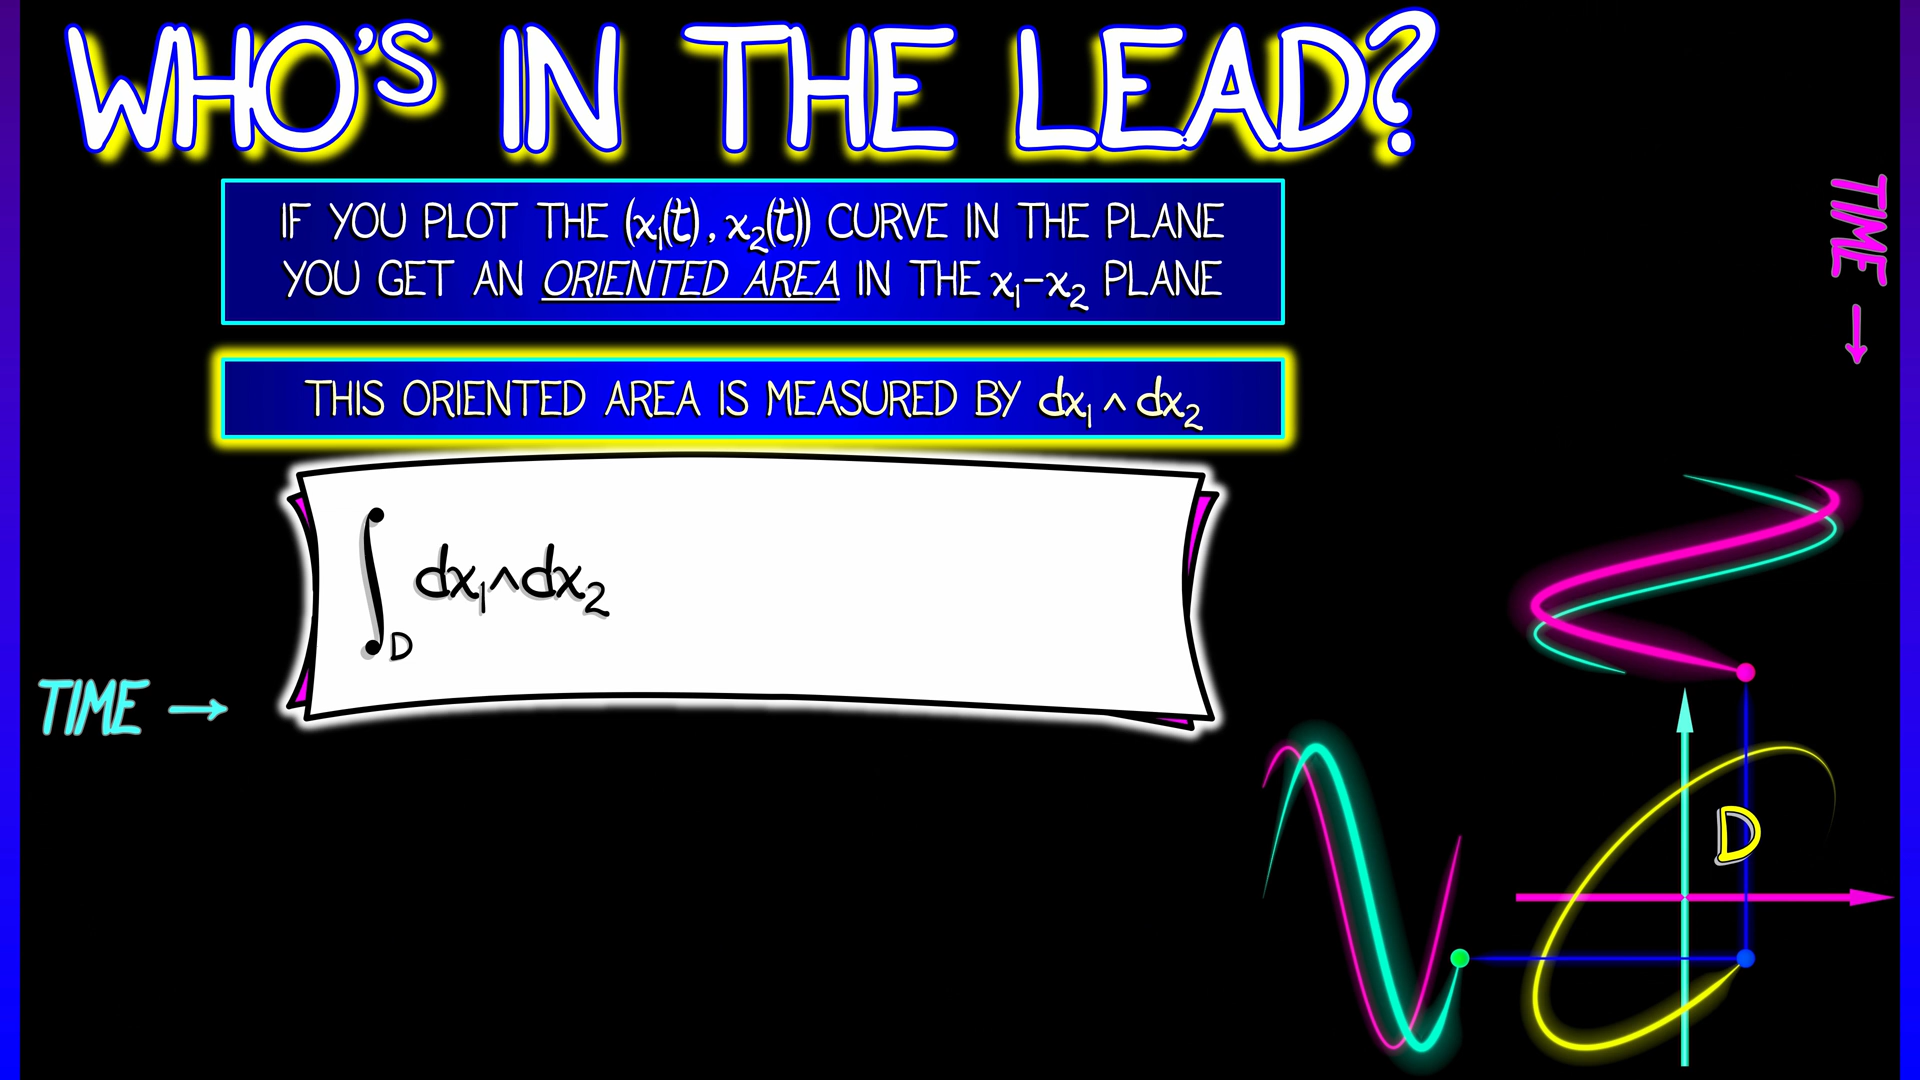 WHO'S IN THE LEAD?
IF YOU PLOT THE (x₁(t), x₂(t)) CURVE IN THE PLANE
YOU GET AN ORIENTED AREA IN THE x₁-x₂ PLANE
THIS ORIENTED AREA IS MEASURED BY dx₁ ∧ dx₂
∫_D dx₁∧dx₂
TIME →
TIME →
D